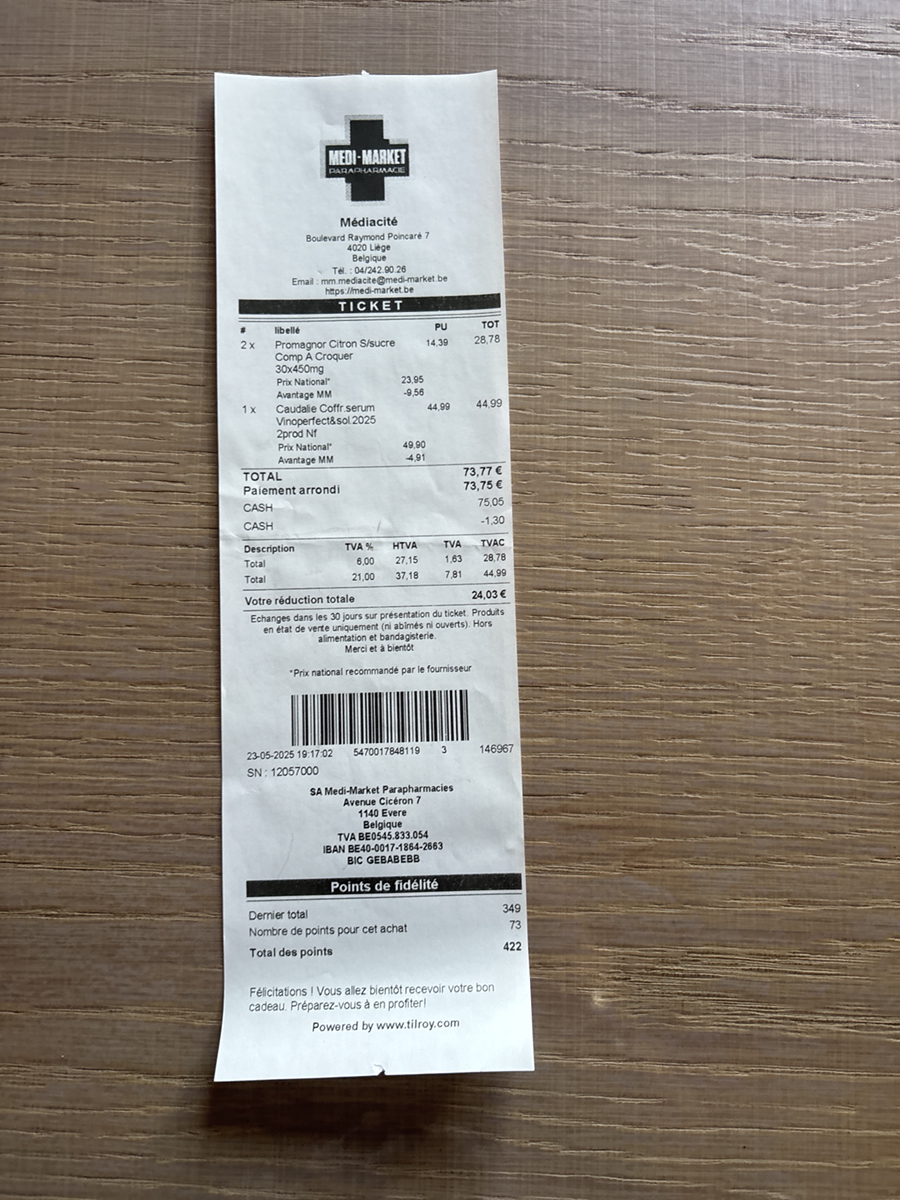 MEDI-MARKET
PARAPHARMACIE
Médiacité
Boulevard Raymond Poincaré 7
4020 Liège
Belgique
Tél. : 04/242.90.26
Email : mm.mediacite@medi-market.be
https://medi-market.be
TICKET
# libellé PU TOT
2 x Promagnor Citron S/sucre 14,39 28,78
Comp A Croquer
30x450mg
Prix National* 23,95
Avantage MM -9,56
1 x Caudalie Coffr.serum 44,99 44,99
Vinoperfect&sol.2025
2prod Nf
Prix National* 49,90
Avantage MM -4,91
TOTAL 73,77 €
Paiement arrondi 73,75 €
CASH 75,05
CASH -1,30
Description TVA % HTVA TVA TVAC
Total 6,00 27,15 1,63 28,78
Total 21,00 37,18 7,81 44,99
Votre réduction totale 24,03 €
Echanges dans les 30 jours sur présentation du ticket. Produits
en état de vente uniquement (ni abîmés ni ouverts). Hors
alimentation et bandagisterie.
Merci et à bientôt
*Prix national recommandé par le fournisseur
23-05-2025 19:17:02 5470017848119 3 146967
SN : 12057000
SA Medi-Market Parapharmacies
Avenue Cicéron 7
1140 Evere
Belgique
TVA BE0545.833.054
IBAN BE40-0017-1864-2663
BIC GEBABEBB
Points de fidélité
Dernier total 349
Nombre de points pour cet achat 73
Total des points 422
Félicitations ! Vous allez bientôt recevoir votre bon
cadeau. Préparez-vous à en profiter!
Powered by www.tilroy.com